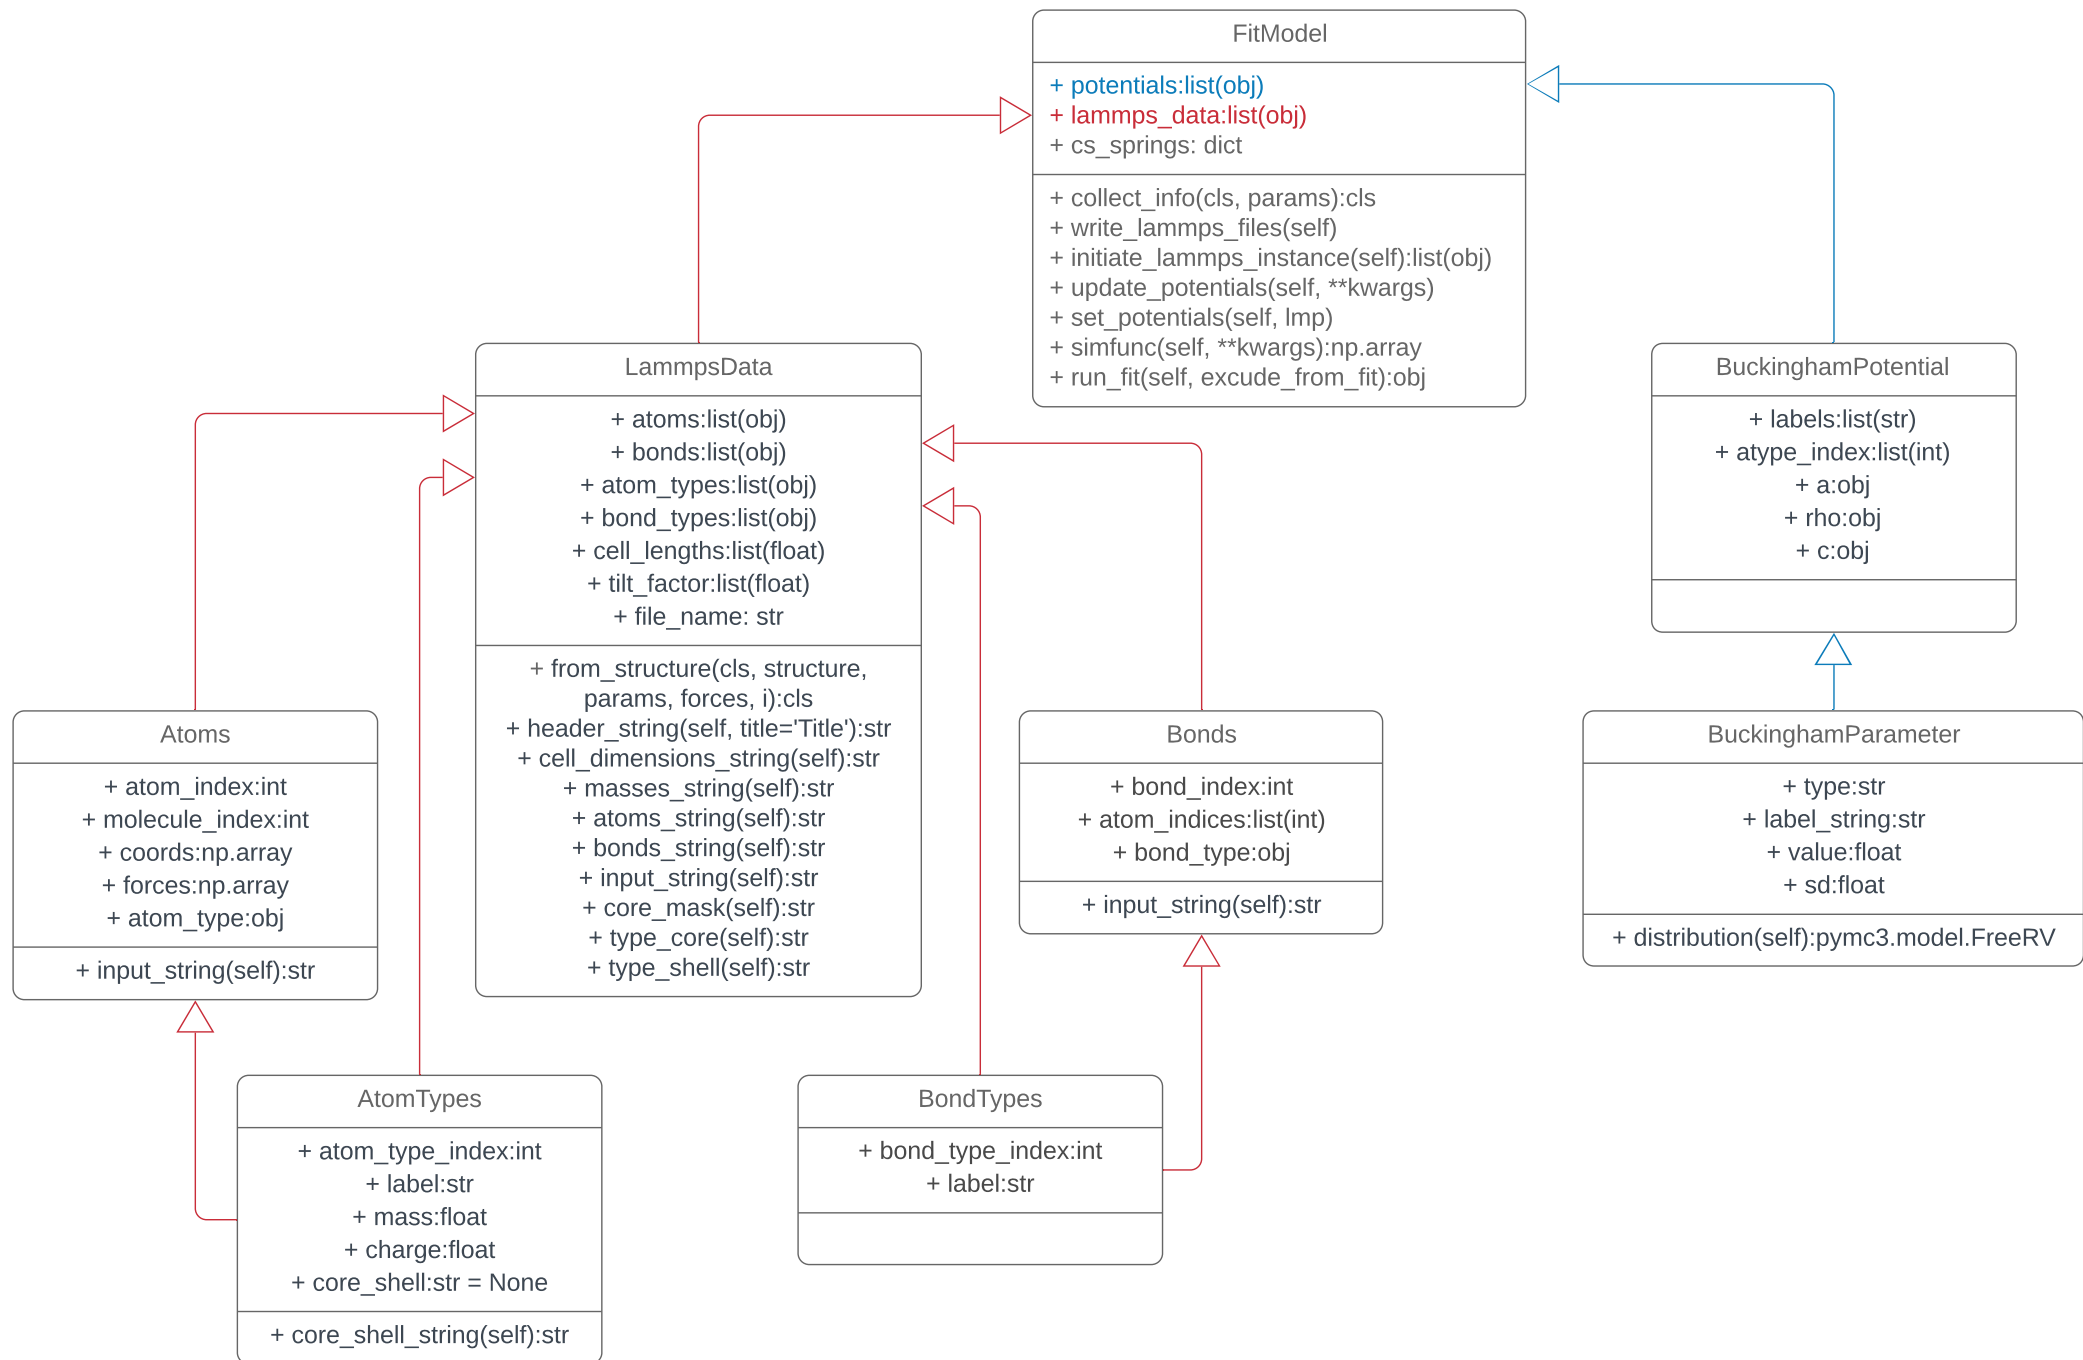 FitModel
+ potentials:list(obj)
+ lammps_data:list(obj)
+ cs_springs: dict
+ collect_info(cls, params):cls
+ write_lammps_files(self)
+ initiate_lammps_instance(self):list(obj)
+ update_potentials(self, **kwargs)
+ set_potentials(self, lmp)
+ simfunc(self, **kwargs):np.array
+ run_fit(self, excude_from_fit):obj
LammpsData
+ atoms:list(obj)
+ bonds:list(obj)
+ atom_types:list(obj)
+ bond_types:list(obj)
+ cell_lengths:list(float)
+ tilt_factor:list(float)
+ file_name: str
+ from_structure(cls, structure,
params, forces, i):cls
+ header_string(self, title='Title'):str
+ cell_dimensions_string(self):str
+ masses_string(self):str
+ atoms_string(self):str
+ bonds_string(self):str
+ input_string(self):str
+ core_mask(self):str
+ type_core(self):str
+ type_shell(self):str
BuckinghamPotential
+ labels:list(str)
+ atype_index:list(int)
+ a:obj
+ rho:obj
+ c:obj
Atoms
+ atom_index:int
+ molecule_index:int
+ coords:np.array
+ forces:np.array
+ atom_type:obj
+ input_string(self):str
Bonds
+ bond_index:int
+ atom_indices:list(int)
+ bond_type:obj
+ input_string(self):str
BuckinghamParameter
+ type:str
+ label_string:str
+ value:float
+ sd:float
+ distribution(self):pymc3.model.FreeRV
AtomTypes
+ atom_type_index:int
+ label:str
+ mass:float
+ charge:float
+ core_shell:str = None
+ core_shell_string(self):str
BondTypes
+ bond_type_index:int
+ label:str